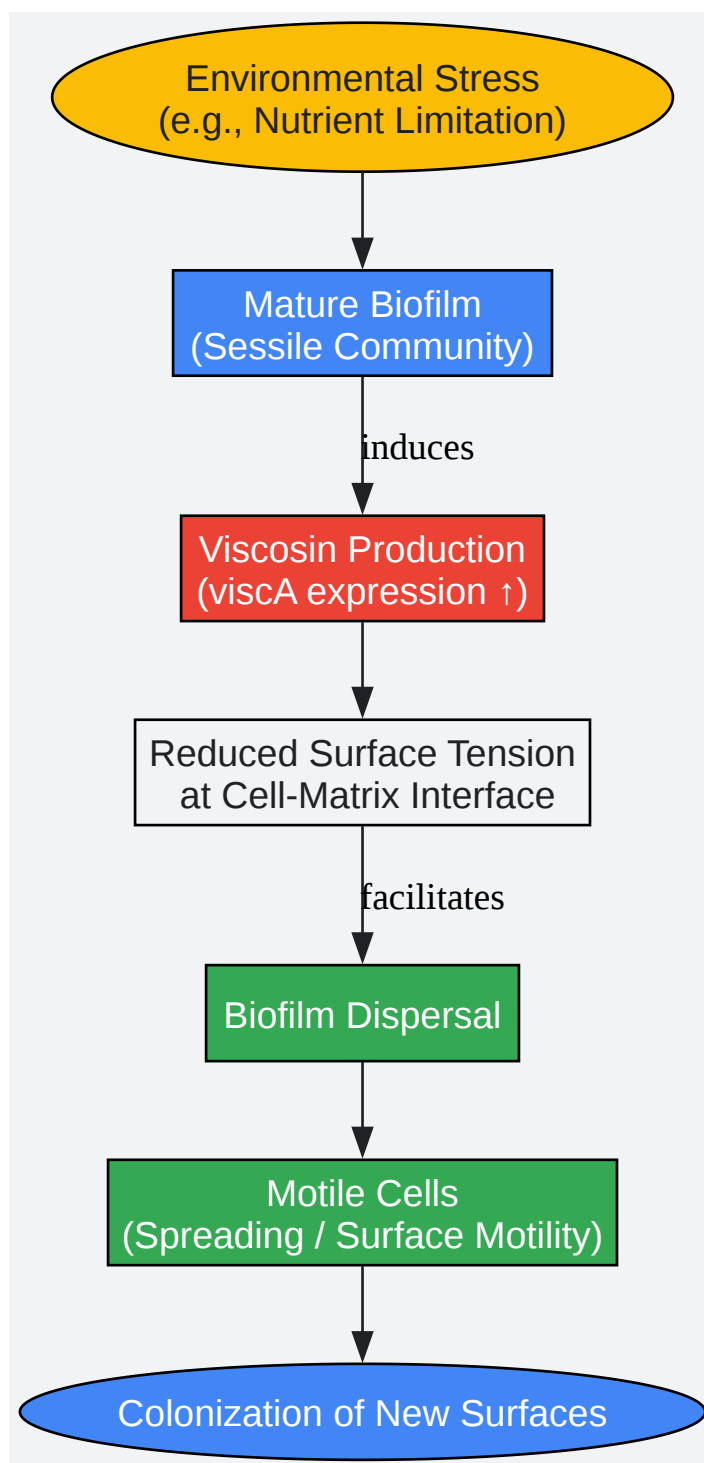 Environmental Stress
(e.g., Nutrient Limitation)
Mature Biofilm
(Sessile Community)
induces
Viscosin Production
(viscA expression ↑)
Reduced Surface Tension
at Cell-Matrix Interface
facilitates
Biofilm Dispersal
Motile Cells
(Spreading / Surface Motility)
Colonization of New Surfaces